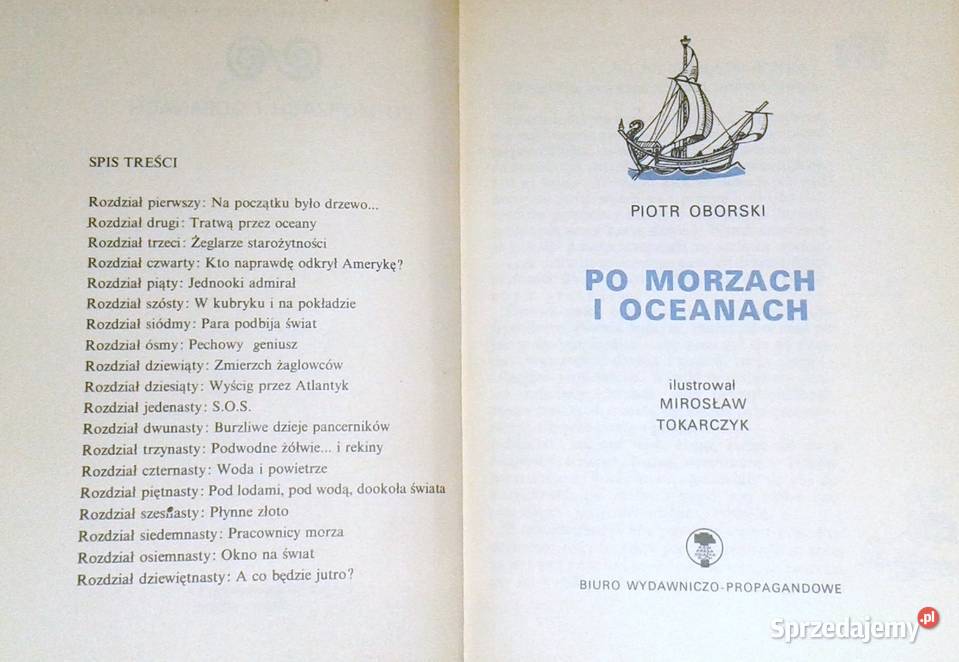 SPIS TREŚCI
Rozdział pierwszy: Na początku było drzewo...
Rozdział drugi: Tratwą przez oceany
Rozdział trzeci: Żeglarze starożytności
Rozdział czwarty: Kto naprawdę odkrył Amerykę?
Rozdział piąty: Jednooki admirał
Rozdział szósty: W kubryku i na pokładzie
Rozdział siódmy: Para podbija świat
Rozdział ósmy: Pechowy geniusz
Rozdział dziewiąty: Zmierzch żaglowców
Rozdział dziesiąty: Wyścig przez Atlantyk
Rozdział jedenasty: S.O.S.
Rozdział dwunasty: Burzliwe dzieje pancerników
Rozdział trzynasty: Podwodne żółwie... i rekiny
Rozdział czternasty: Woda i powietrze
Rozdział piętnasty: Pod lodami, pod wodą, dookoła świata
Rozdział szesnasty: Płynne złoto
Rozdział siedemnasty: Pracownicy morza
Rozdział osiemnasty: Okno na świat
Rozdział dziewiętnasty: A co będzie jutro?
PIOTR OBORSKI
PO MORZACH
I OCEANACH
ilustrował
MIROSŁAW
TOKARCZYK
BIURO WYDAWNICZO-PROPAGANDOWE
Sprzedajemy.pl